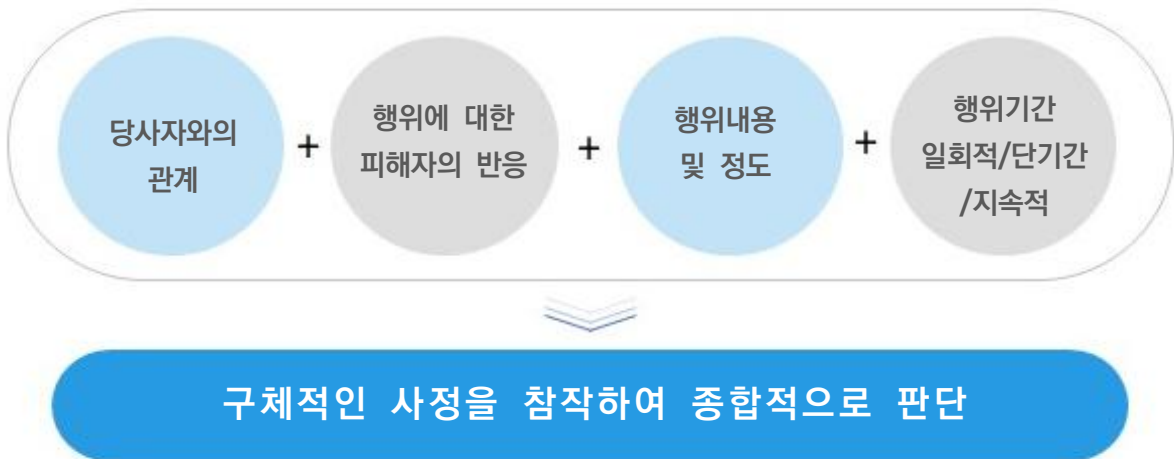 당사자와의
관계
+
행위에 대한
피해자의 반응
+
행위내용
및 정도
+
행위기간
일회적/단기간
/지속적
구체적인 사정을 참작하여 종합적으로 판단